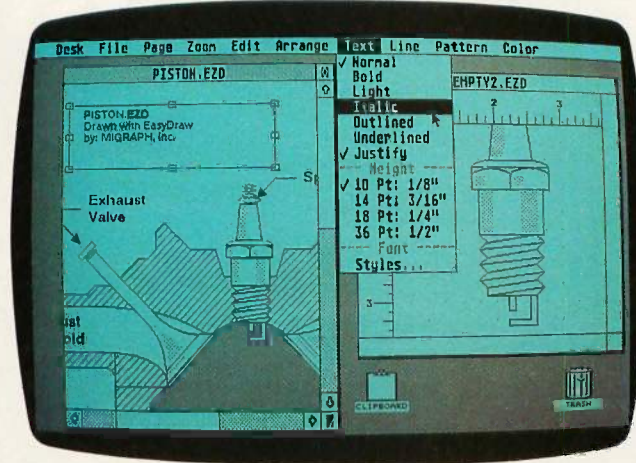 Desk File Page Zoom Edit Arrange Text Line Pattern Color
PISTON.EZD
PISTON.EZD
Drawn with EasyDraw
by: MIGRAPH, Inc.
Exhaust
Valve
✓ Normal
Bold
Light
Italic
Outlined
Underlined
✓ Justify
Height
✓ 10 Pt: 1/8"
14 Pt: 3/16"
18 Pt: 1/4"
36 Pt: 1/2"
Font
Styles...
EMPTY2.EZD
2 3
3
CLIPBOARD
TRASH